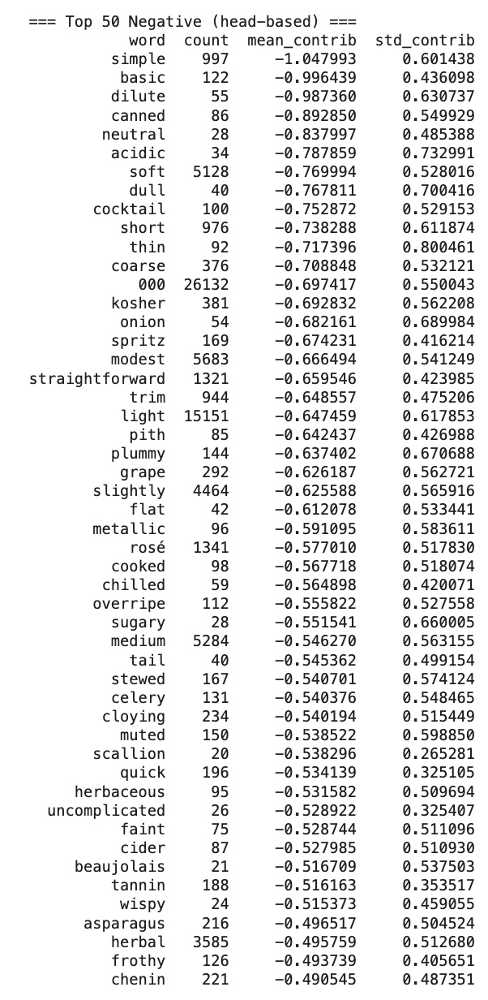 === Top 50 Negative (head-based) ===
word count mean_contrib std_contrib
simple 997 -1.047993 0.601438
basic 122 -0.996439 0.436098
dilute 55 -0.987360 0.630737
canned 86 -0.892850 0.549929
neutral 28 -0.837997 0.485388
acidic 34 -0.787859 0.732991
soft 5128 -0.769994 0.528016
dull 40 -0.767811 0.700416
cocktail 100 -0.752872 0.529153
short 976 -0.738288 0.611874
thin 92 -0.717396 0.800461
coarse 376 -0.708848 0.532121
000 26132 -0.697417 0.550043
kosher 381 -0.692832 0.562208
onion 54 -0.682161 0.689984
spritz 169 -0.674231 0.416214
modest 5683 -0.666494 0.541249
straightforward 1321 -0.659546 0.423985
trim 944 -0.648557 0.475206
light 15151 -0.647459 0.617853
pith 85 -0.642437 0.426988
plummy 144 -0.637402 0.670688
grape 292 -0.626187 0.562721
slightly 4464 -0.625588 0.565916
flat 42 -0.612078 0.533441
metallic 96 -0.591095 0.583611
rosé 1341 -0.577010 0.517830
cooked 98 -0.567718 0.518074
chilled 59 -0.564898 0.420071
overripe 112 -0.555822 0.527558
sugary 28 -0.551541 0.660005
medium 5284 -0.546270 0.563155
tail 40 -0.545362 0.499154
stewed 167 -0.540701 0.574124
celery 131 -0.540376 0.548465
cloying 234 -0.540194 0.515449
muted 150 -0.538522 0.598850
scallion 20 -0.538296 0.265281
quick 196 -0.534139 0.325105
herbaceous 95 -0.531582 0.509694
uncomplicated 26 -0.528922 0.325407
faint 75 -0.528744 0.511096
cider 87 -0.527985 0.510930
beaujolais 21 -0.516709 0.537503
tannin 188 -0.516163 0.353517
wispy 24 -0.515373 0.459055
asparagus 216 -0.496517 0.504524
herbal 3585 -0.495759 0.512680
frothy 126 -0.493739 0.405651
chenin 221 -0.490545 0.487351